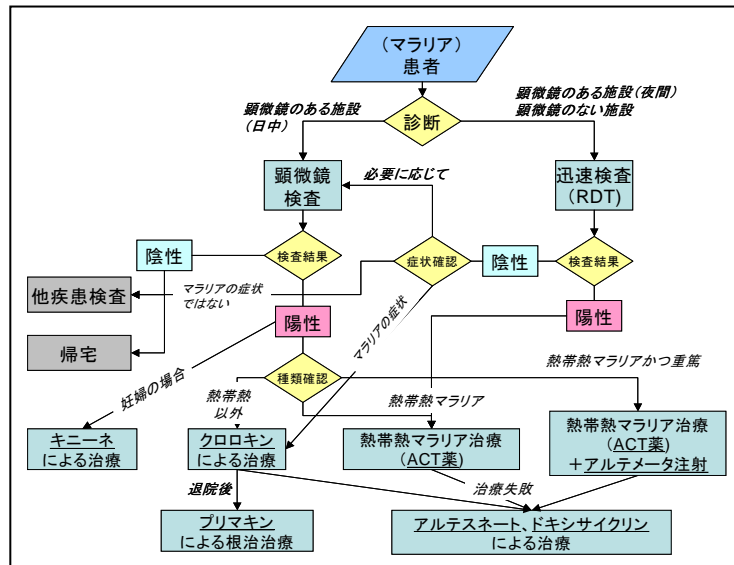 (マラリア)
患者
顕微鏡のある施設(夜間)
顕微鏡のない施設
顕微鏡のある施設
(日中)
診断
必要に応じて
顕微鏡
検査
迅速検査
(RDT)
陰性
検査結果
症状確認
陰性
検査結果
他疾患検査
マラリアの症状
ではない
陽性
陽性
マラリアの症状
帰宅
妊婦の場合
種類確認
熱帯熱マラリアかつ重篤
熱帯熱
以外
熱帯熱マラリア
キニーネ
による治療
クロロキン
による治療
熱帯熱マラリア治療
(ACT薬)
熱帯熱マラリア治療
(ACT薬)
+アルテメータ注射
退院後
治療失敗
プリマキン
による根治治療
アルテスネート、ドキシサイクリン
による治療